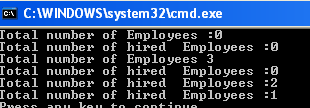 C:\WINDOWS\system32\cmd.exe
Total number of Employees :0
Total number of hired  Employees :0
Total number of Employees 3
Total number of hired  Employees :0
Total number of hired  Employees :2
Total number of hired  Employees :1
Press any key to continue